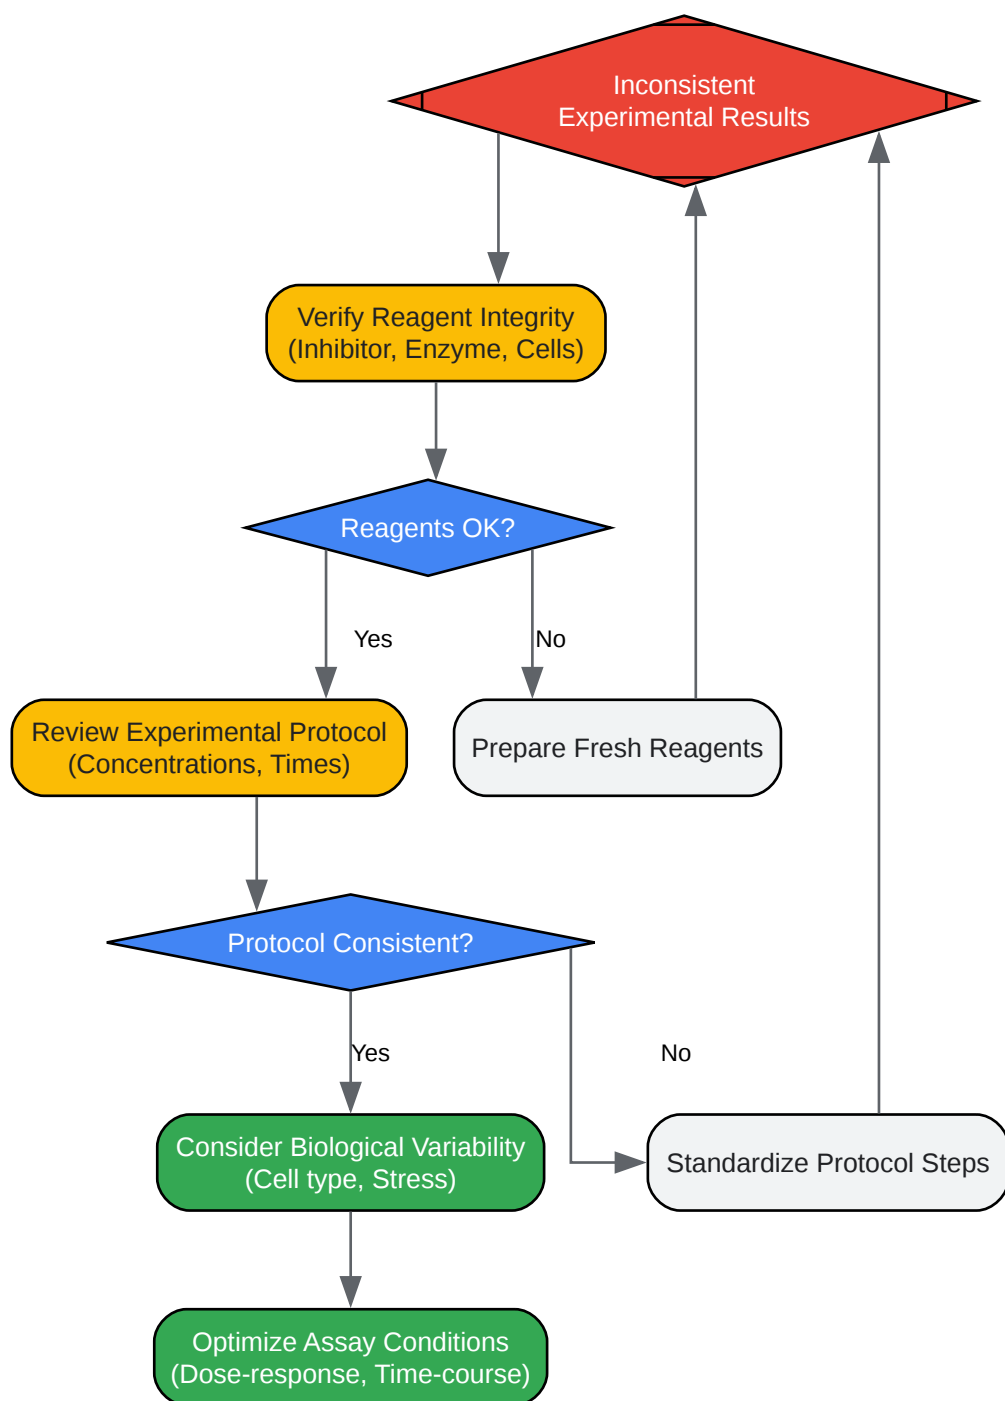 Inconsistent
Experimental Results
Verify Reagent Integrity
(Inhibitor, Enzyme, Cells)
Reagents OK?
Yes
No
Review Experimental Protocol
(Concentrations, Times)
Prepare Fresh Reagents
Protocol Consistent?
Yes
No
Consider Biological Variability
(Cell type, Stress)
Standardize Protocol Steps
Optimize Assay Conditions
(Dose-response, Time-course)